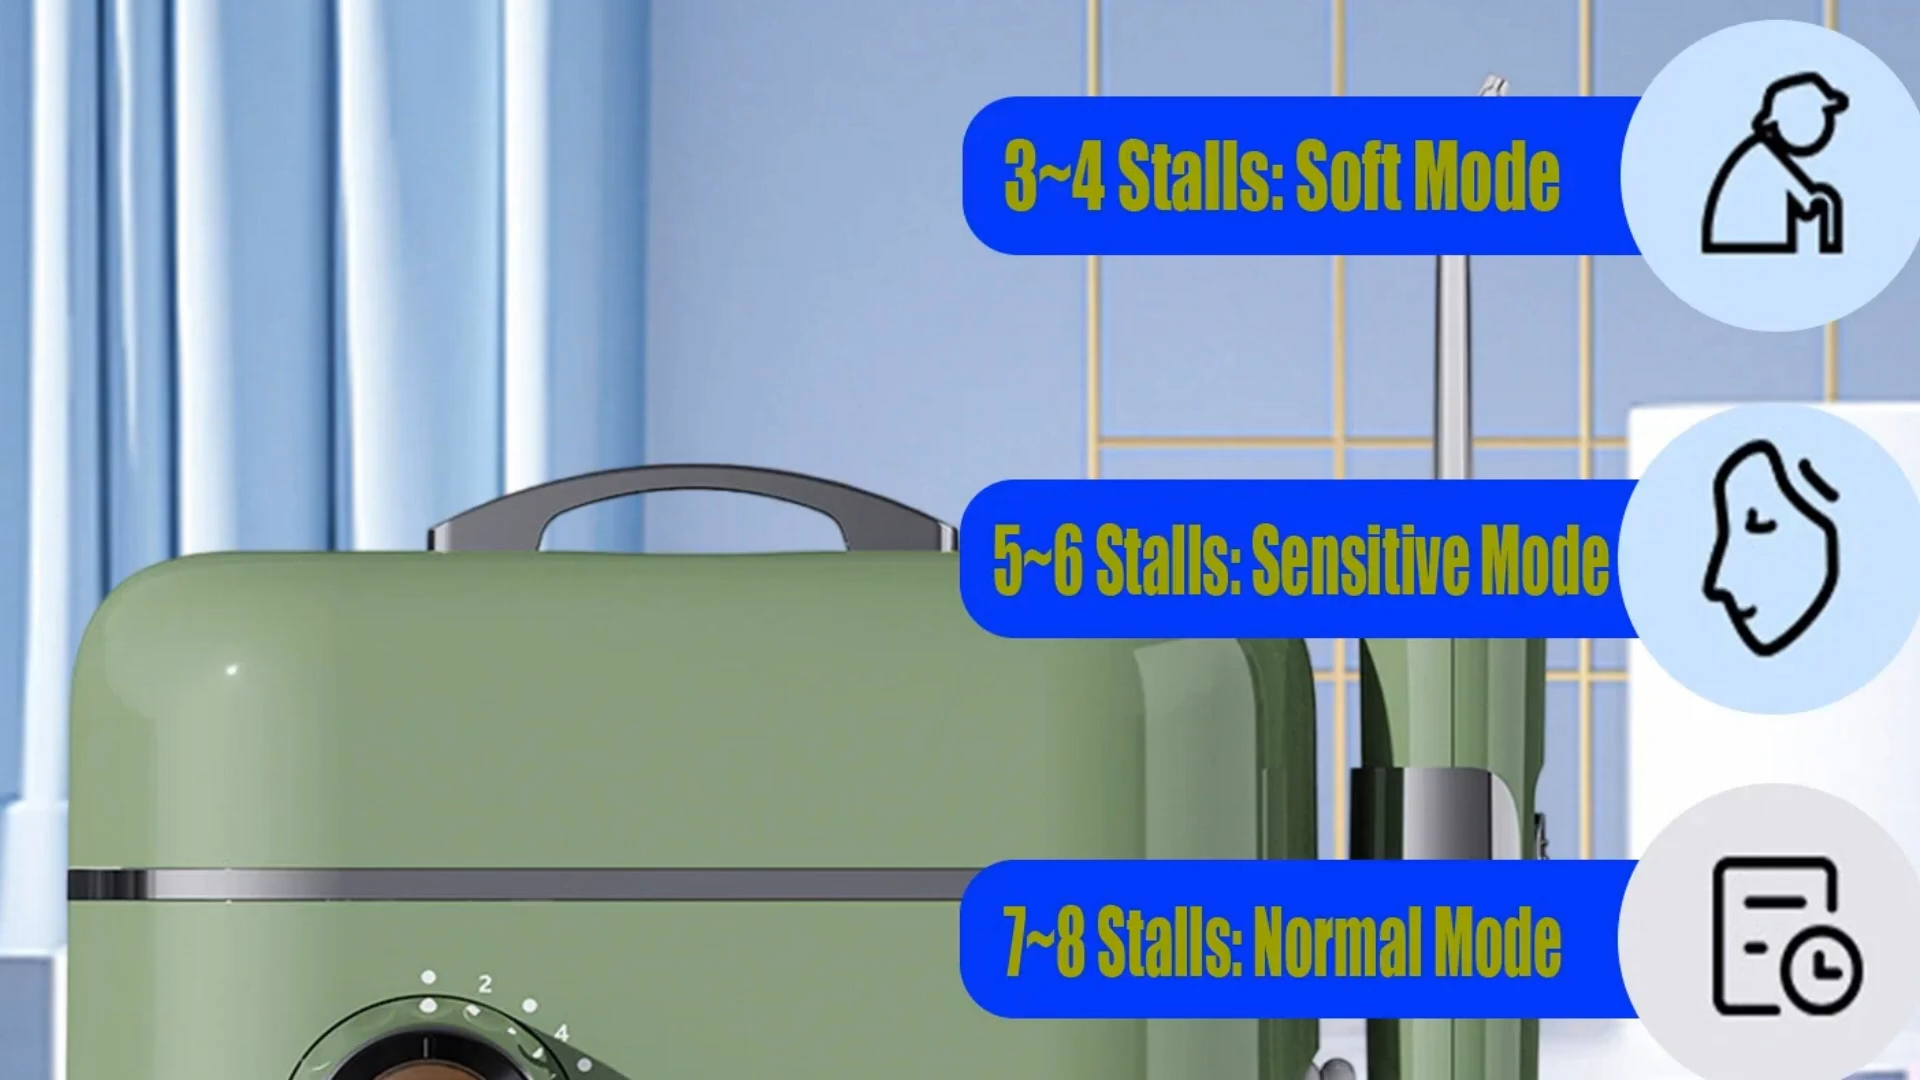 3~4 Stalls: Soft Mode
5~6 Stalls: Sensitive Mode
7~8 Stalls: Normal Mode
2
4